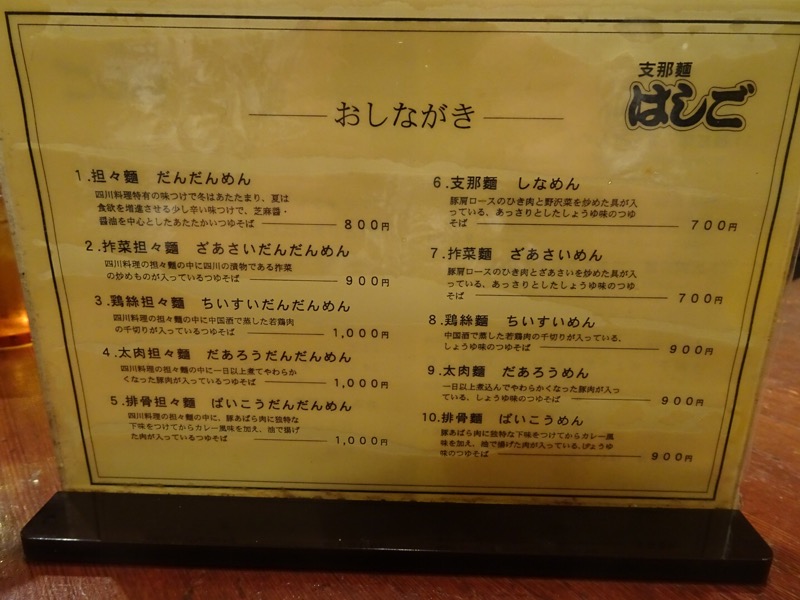 支那麺
はしご
おしながき
1.担々麺 だんだんめん
四川料理特有の味つけで冬はあたたまり、夏は
食欲を増進させる少し辛い味つけで、芝麻醤・
醤油を中心としたあたたかいつゆそば 800円
2.搾菜担々麺 ざあさいだんだんめん
四川料理の担々麺の中に四川の漬物である搾菜
の炒めものが入っているつゆそば 900円
3.鶏絲担々麺 ちいすいだんだんめん
四川料理の担々麺の中に中国酒で蒸した若鶏肉
の千切りが入っているつゆそば 1,000円
4.太肉担々麺 だあろうだんだんめん
四川料理の担々麺の中に一日以上煮てやわらか
くなった豚肉が入っているつゆそば 1,000円
5.排骨担々麺 ぱいこうだんだんめん
四川料理の担々麺の中に、豚あばら肉に独特な
下味をつけてからカレー風味を加え、油で揚げ
た肉が入っているつゆそば 1,000円
6.支那麺 しなめん
豚肩ロースのひき肉と野沢菜を炒めた具が入
っている、あっさりとしたしょうゆ味のつゆ
そば 700円
7.搾菜麺 ざあさいめん
豚肩ロースのひき肉とざあさいを炒めた具が入
っている、あっさりとしたしょうゆ味のつゆ
そば 700円
8.鶏絲麺 ちいすいめん
中国酒で蒸した若鶏肉の千切りが入っている、
しょうゆ味のつゆそば 900円
9.太肉麺 だあろうめん
一日以上煮込んでやわらかくなった豚肉が入っ
ている、しょうゆ味のつゆそば 900円
10.排骨麺 ぱいこうめん
豚あばら肉に独特な下味をつけてからカレー風
味を加え、油で揚げた肉が入っている、しょうゆ
味のつゆそば 900円